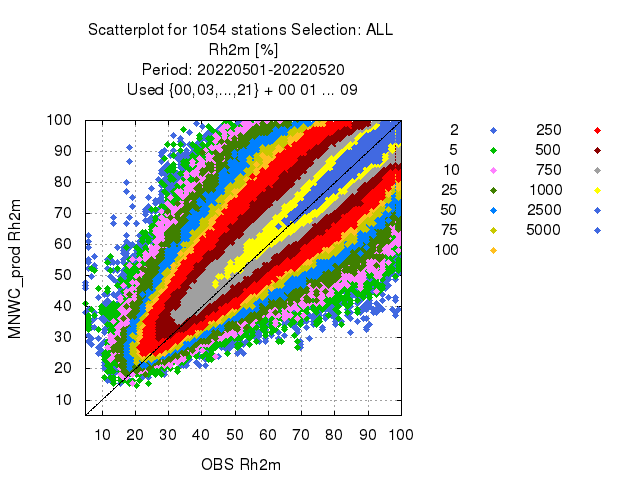 Scatterplot for 1054 stations Selection: ALL
Rh2m [%]
Period: 20220501-20220520
Used {00,03,...,21} + 00 01 ... 09
MNWC_prod Rh2m
100
90
80
70
60
50
40
30
20
10
10 20 30 40 50 60 70 80 90 100
OBS Rh2m
2 250
5 500
10 750
25 1000
50 2500
75 5000
100